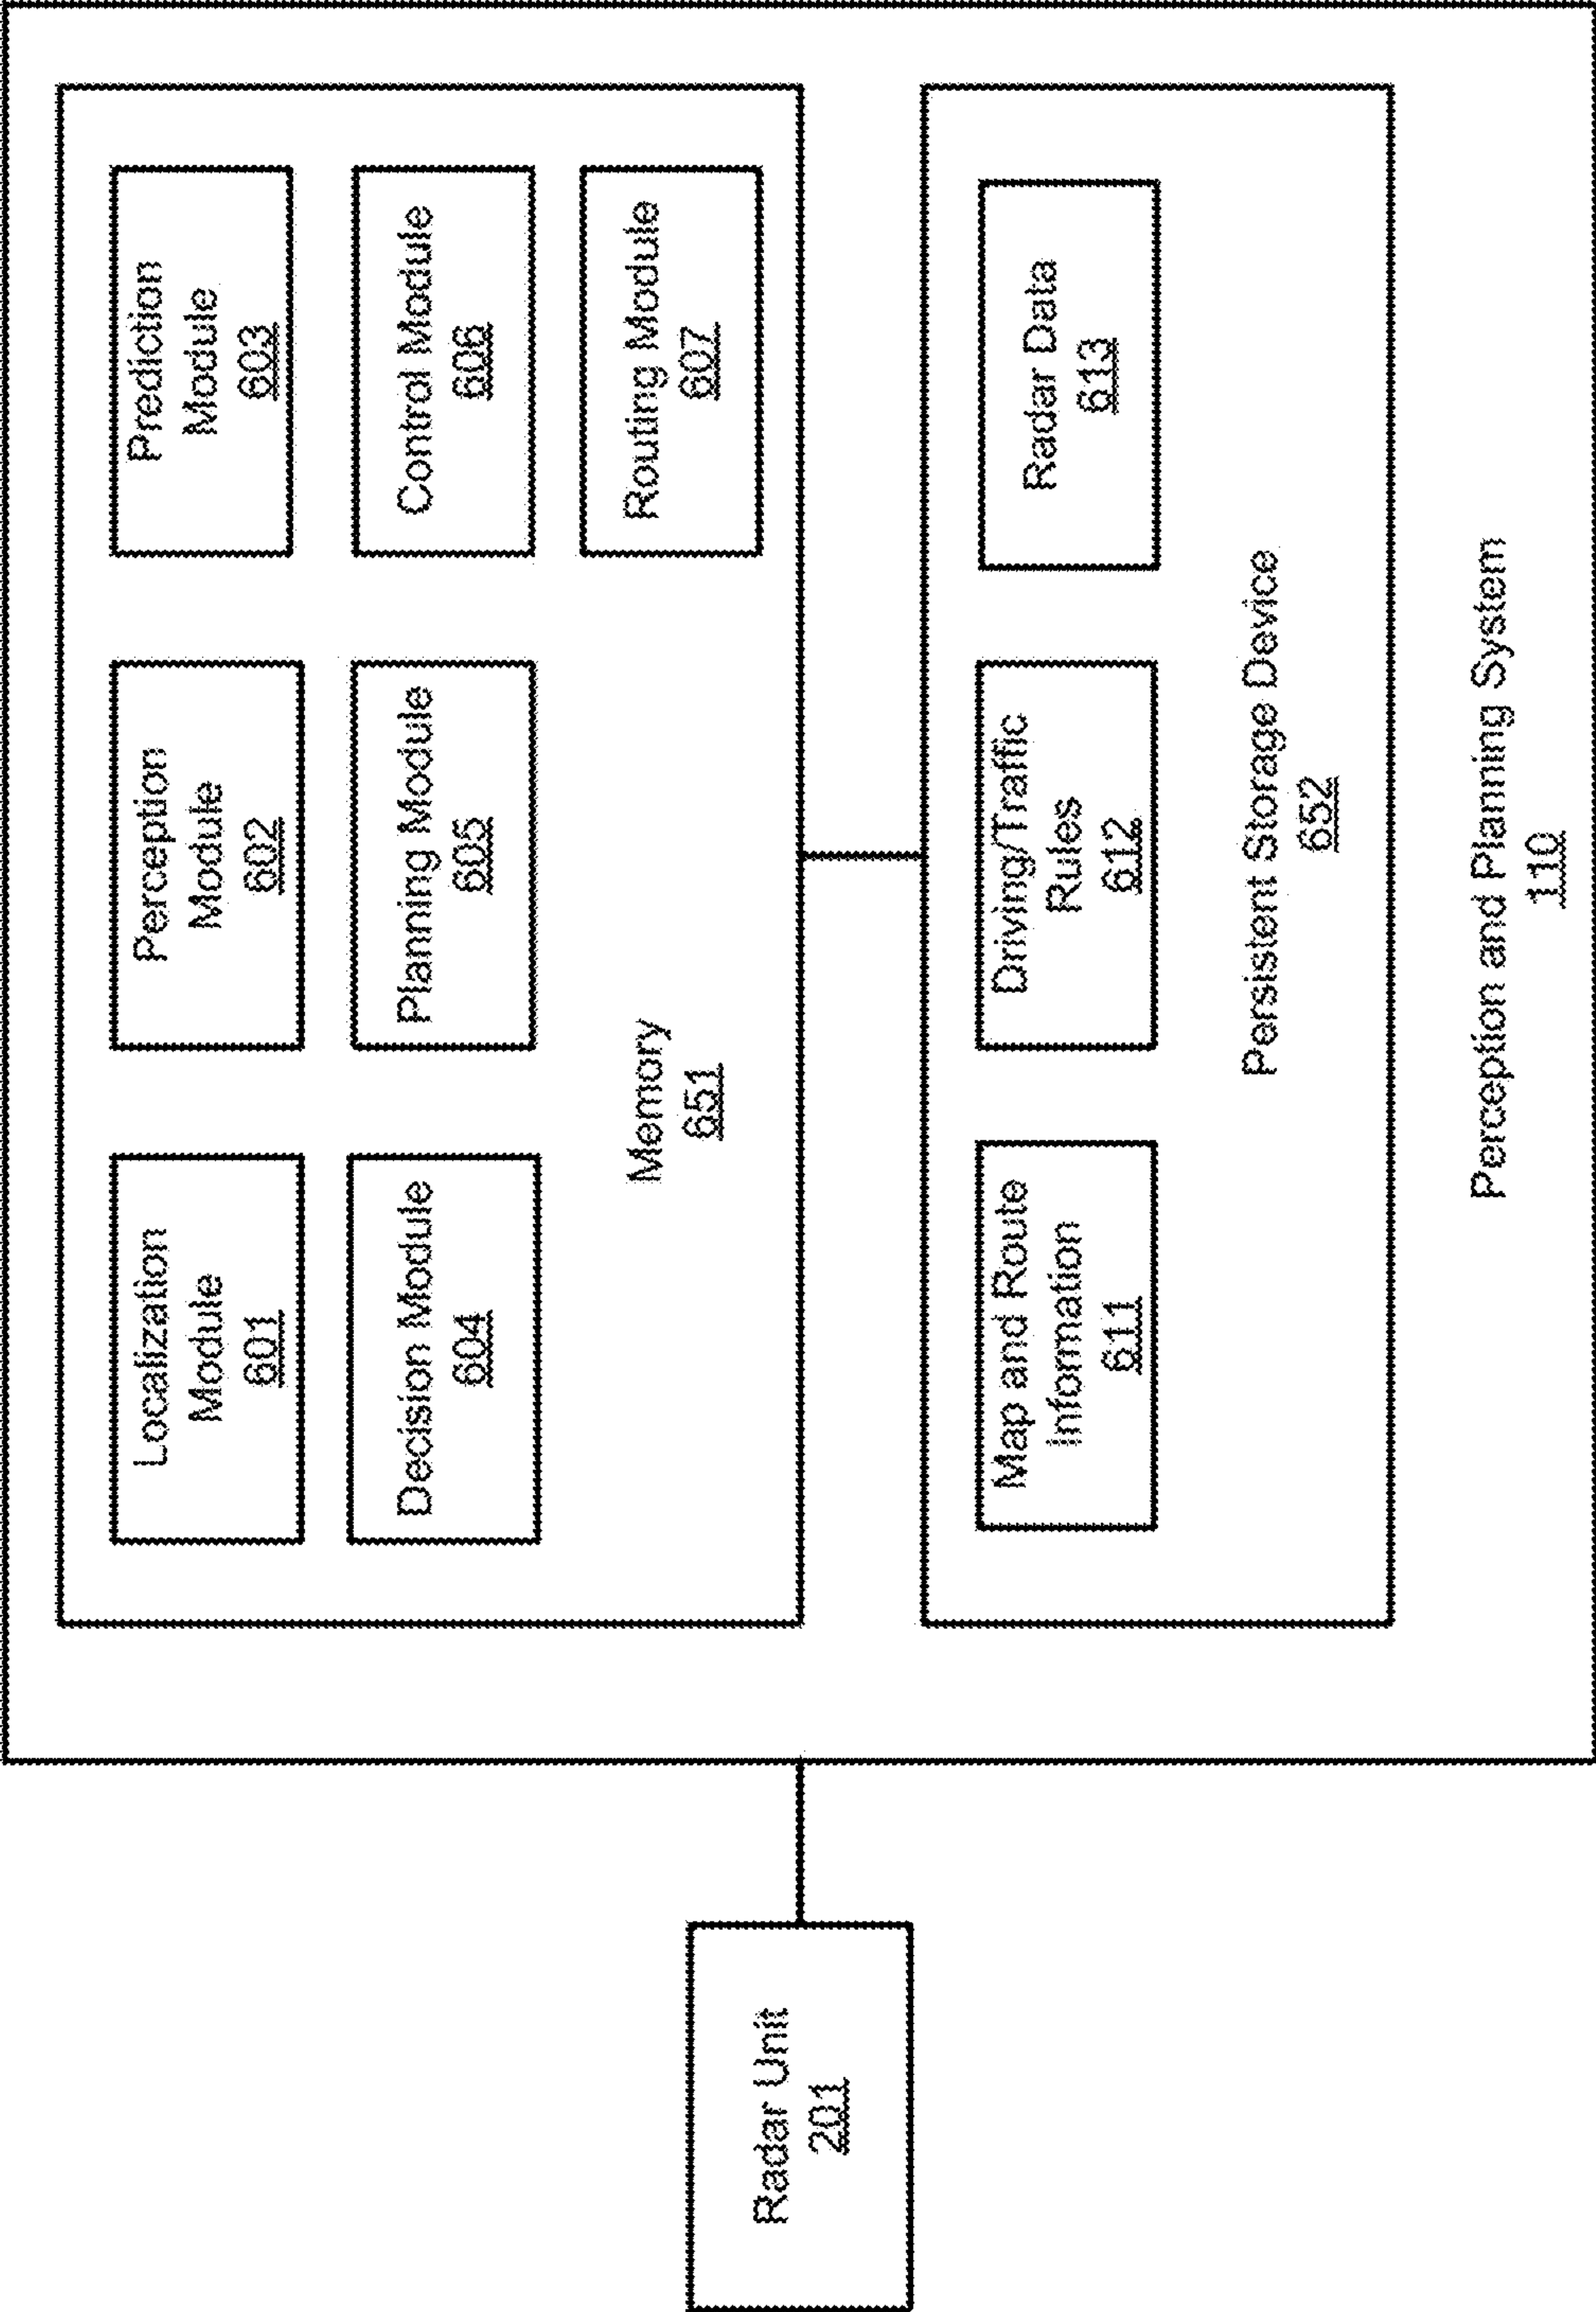 Radar Unit
201
Localization
Module
601
Perception
Module
602
Prediction
Module
603
Decision Module
604
Planning Module
605
Control Module
606
Routing Module
607
Memory
651
Map and Route
Information
611
Driving/Traffic
Rules
612
Radar Data
613
Persistent Storage Device
652
Perception and Planning System
110